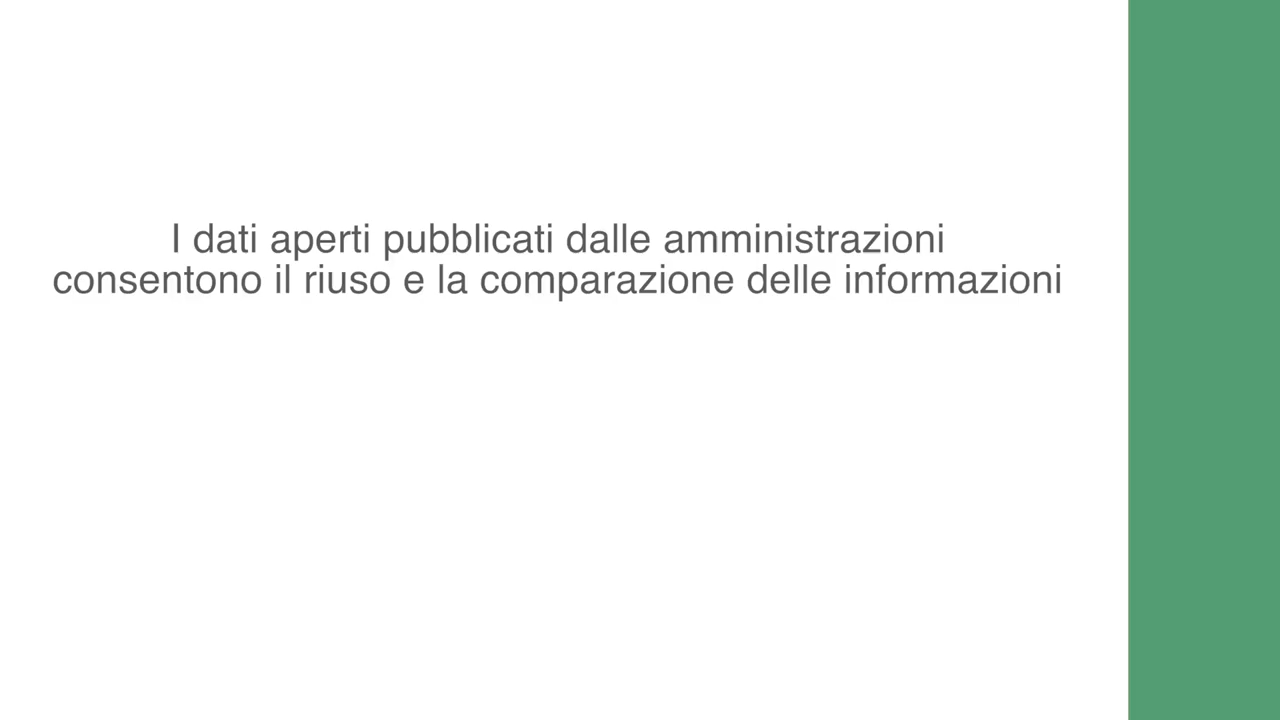 I dati aperti pubblicati dalle amministrazioni
consentono il riuso e la comparazione delle informazioni